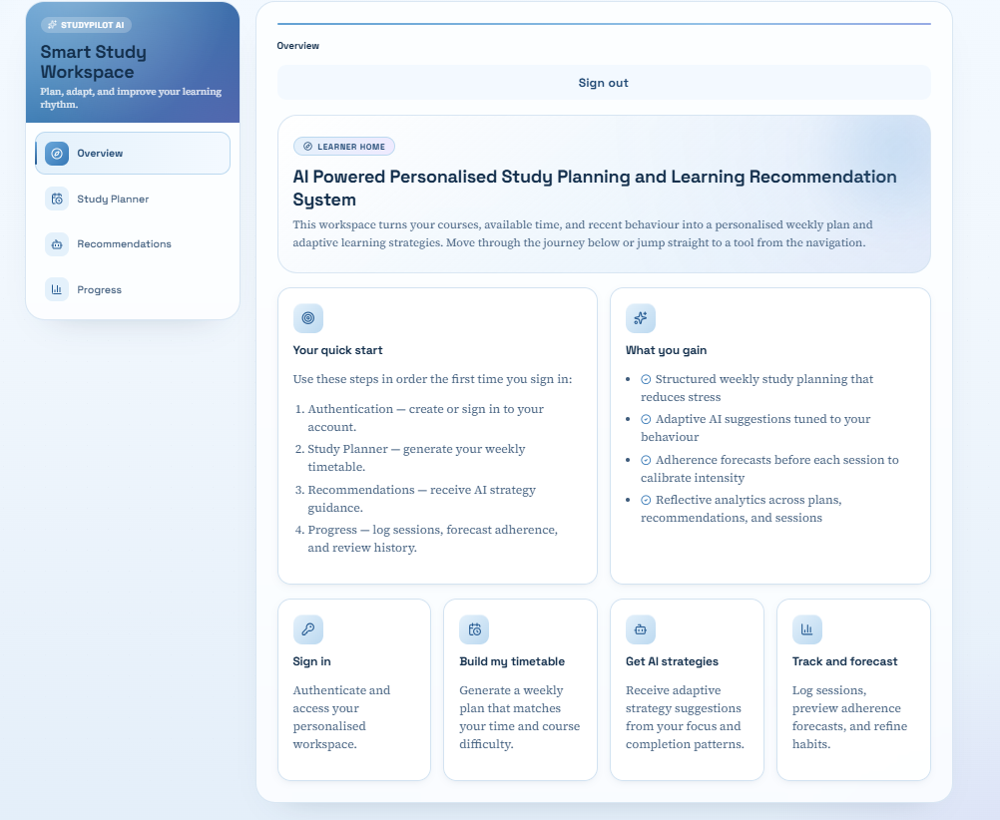 STUDYPILOT AI
Smart Study
Workspace
Plan, adapt, and improve your learning
rhythm.
Overview
Study Planner
Recommendations
Progress
Overview
Sign out
LEARNER HOME
AI Powered Personalised Study Planning and Learning Recommendation
System
This workspace turns your courses, available time, and recent behaviour into a personalised weekly plan and
adaptive learning strategies. Move through the journey below or jump straight to a tool from the navigation.
Your quick start
Use these steps in order the first time you sign in:
1. Authentication — create or sign in to your
account.
2. Study Planner — generate your weekly
timetable.
3. Recommendations — receive AI strategy
guidance.
4. Progress — log sessions, forecast adherence,
and review history.
What you gain
• Structured weekly study planning that
reduces stress
• Adaptive AI suggestions tuned to your
behaviour
• Adherence forecasts before each session to
calibrate intensity
• Reflective analytics across plans,
recommendations, and sessions
Sign in
Authenticate and
access your
personalised
workspace.
Build my timetable
Generate a weekly
plan that matches
your time and course
difficulty.
Get AI strategies
Receive adaptive
strategy suggestions
from your focus and
completion patterns.
Track and forecast
Log sessions,
preview adherence
forecasts, and refine
habits.